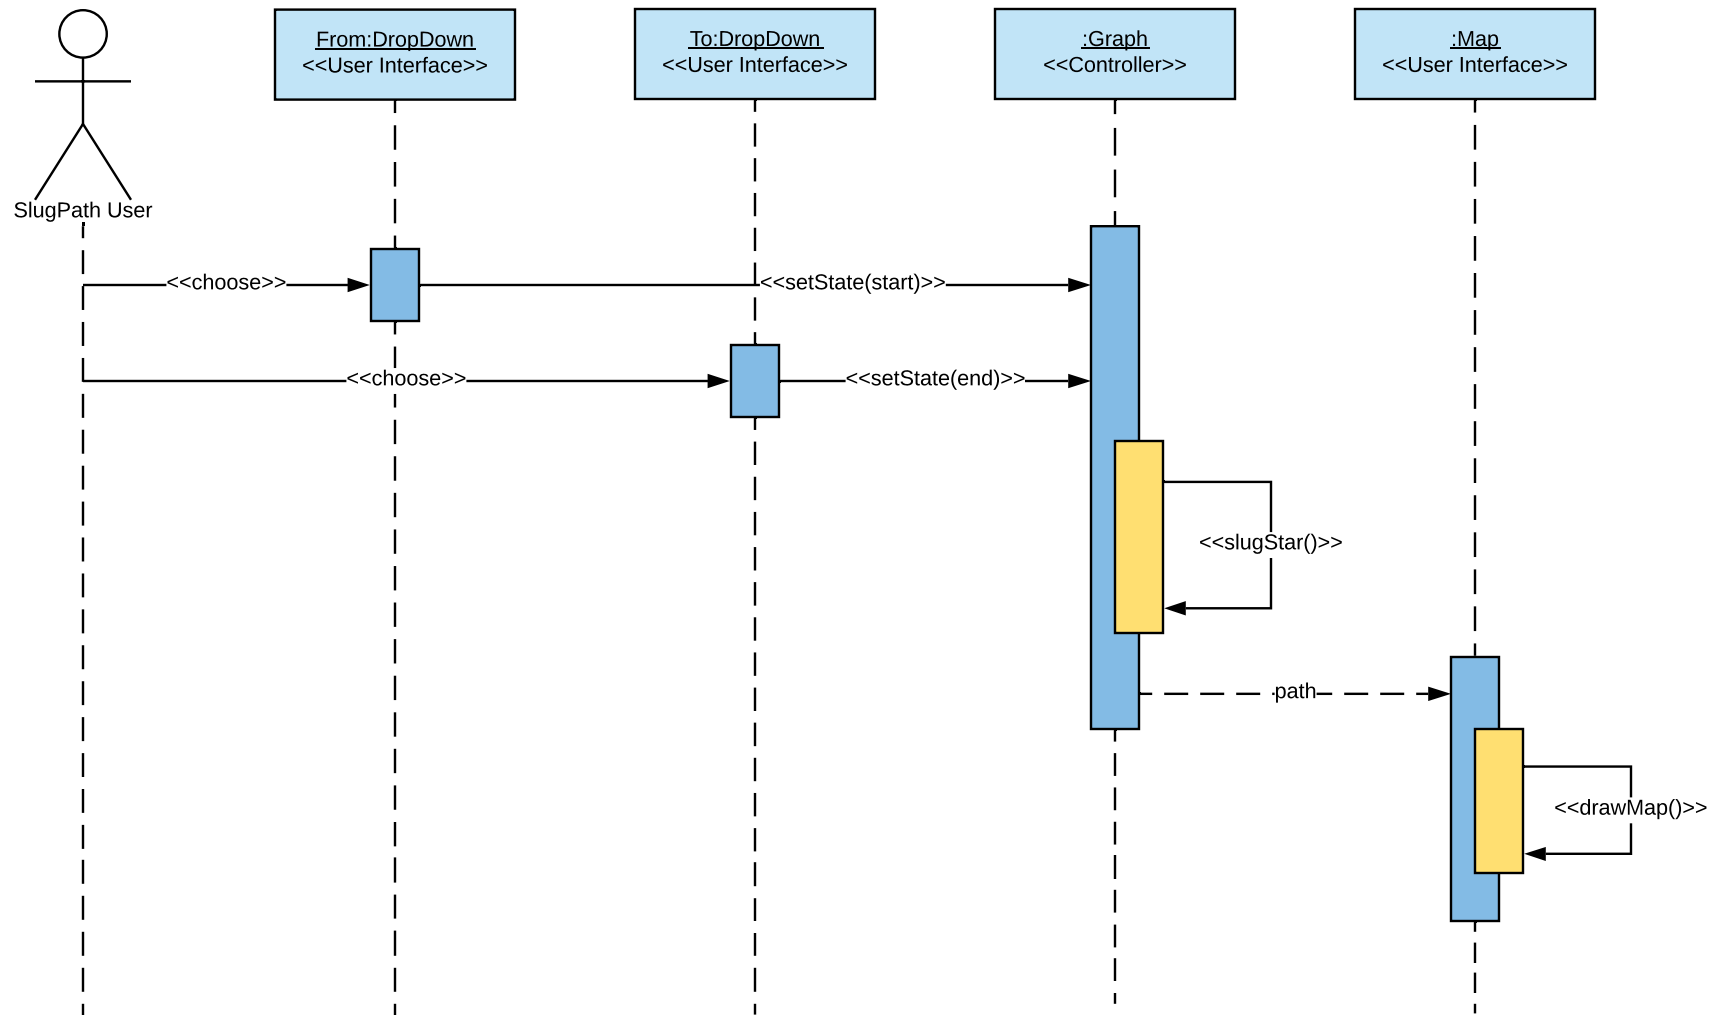 From:DropDown
<<User Interface>>
To:DropDown
<<User Interface>>
:Graph
<<Controller>>
:Map
<<User Interface>>
SlugPath User
<<choose>>
<<setState(start)>>
<<choose>>
<<setState(end)>>
<<slugStar()>>
path
<<drawMap()>>